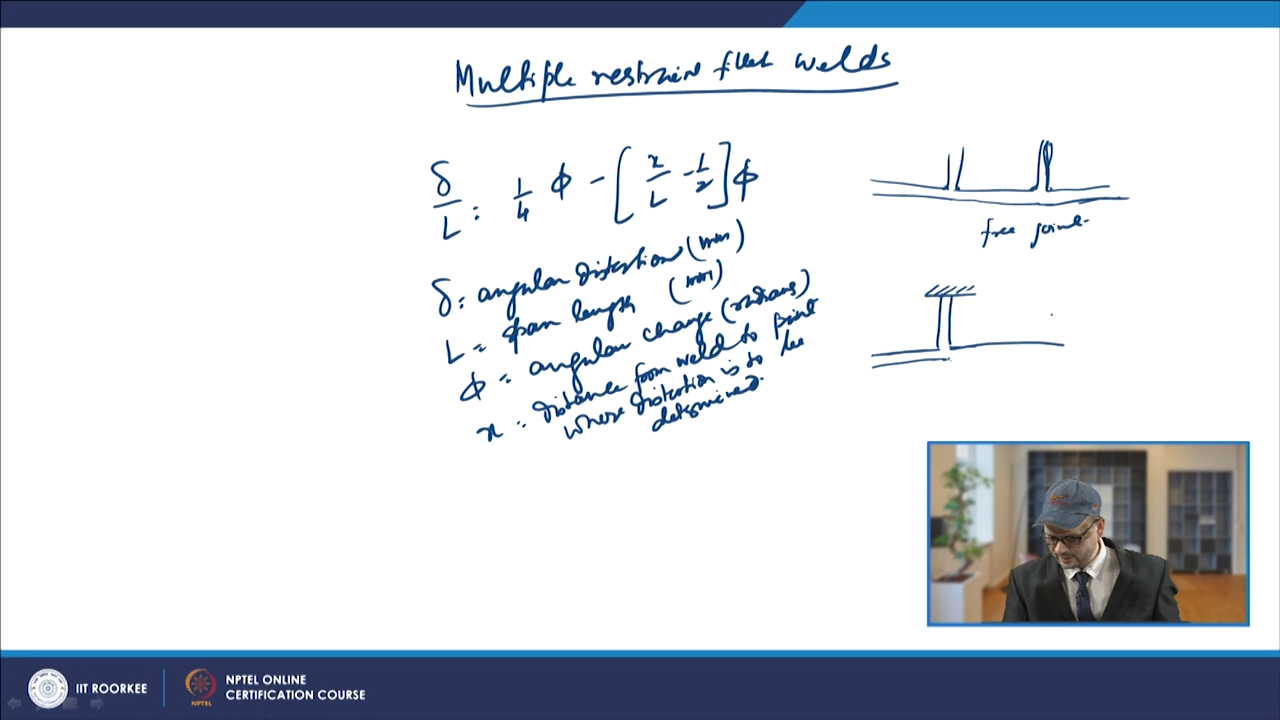 Multiple restraint fillet welds
δ/L = 1/4 φ - [x/L - 1/2] φ
δ = angular distortion (mm)
L = span length (mm)
φ = angular change (radians)
x = distance from weld to point
where distortion is to be
determined.
free joint.
IIT ROORKEE
NPTEL ONLINE
CERTIFICATION COURSE